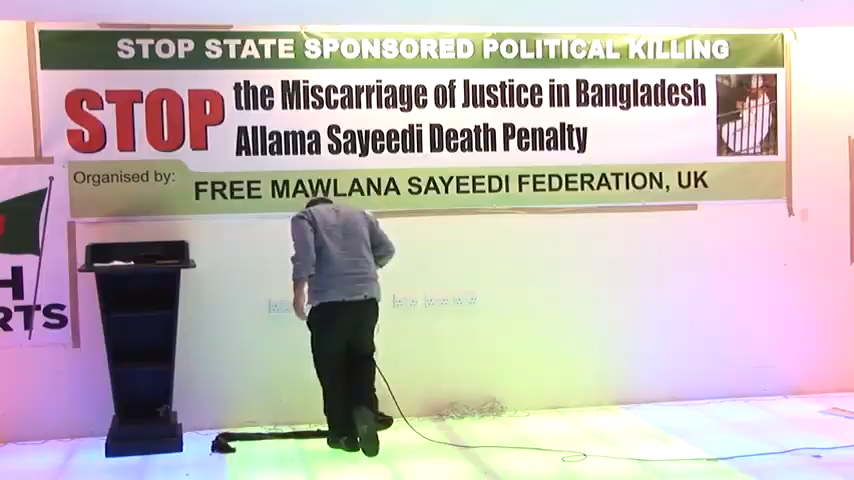 STOP STATE SPONSORED POLITICAL KILLING
STOP the Miscarriage of Justice in Bangladesh
Allama Sayeedi Death Penalty
Organised by:
FREE MAWLANA SAYEEDI FEDERATION, UK
H
RTS